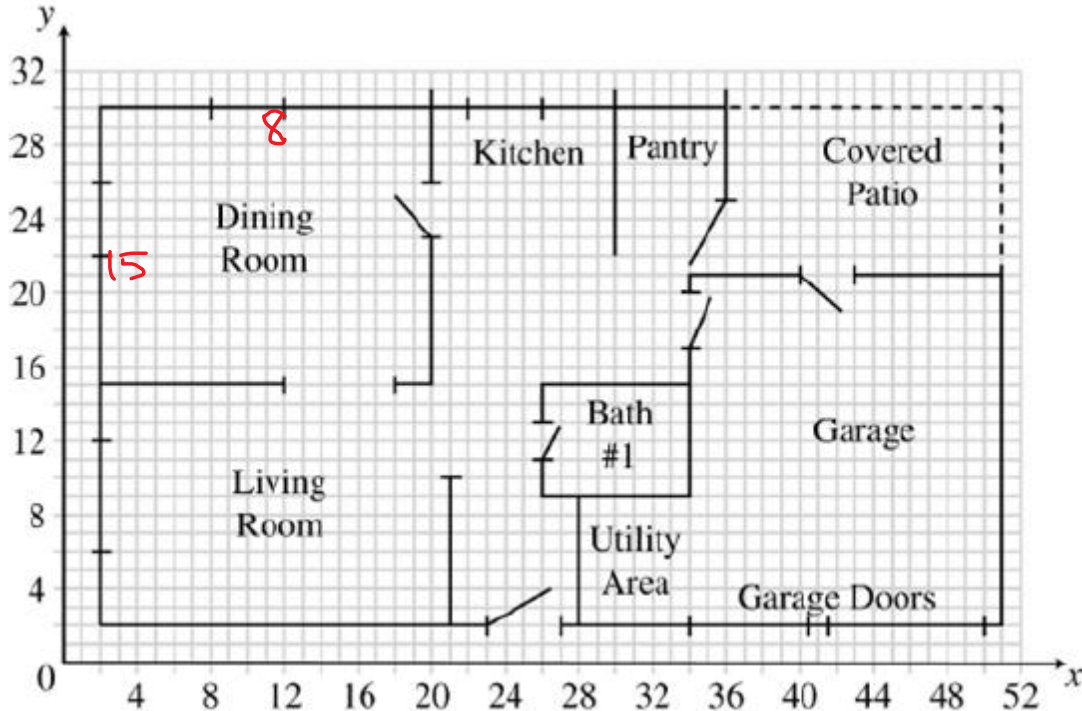 y
32
28
24
20
16
12
8
4
0
8
Kitchen
Pantry
Covered
Patio
Dining
Room
15
Bath
#1
Garage
Living
Room
Utility
Area
Garage Doors
4 8 12 16 20 24 28 32 36 40 44 48 52
x